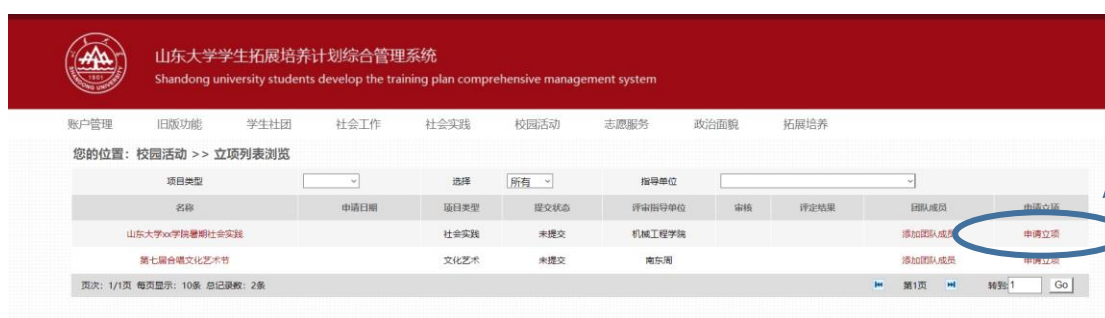 山东大学学生拓展培养计划综合管理系统
Shandong university students develop the training plan comprehensive management system
账户管理 旧版功能 学生社团 社会工作 社会实践 校园活动 志愿服务 政治面貌 拓展培养
您的位置：校园活动 >> 立项列表浏览
项目类型 选择 所有 指导单位
名称 申请日期 项目类型 提交状态 评审指导单位 审核 评定结果 团队成员 申请立项
山东大学xx学院暑期社会实践 社会实践 未提交 机械工程学院 添加团队成员 申请立项
第七届合唱文化艺术节 文化艺术 未提交 南东周 添加团队成员 申请立项
页次：1/1页 每页显示：10条 总记录数：2条 第1页 转到:1 Go